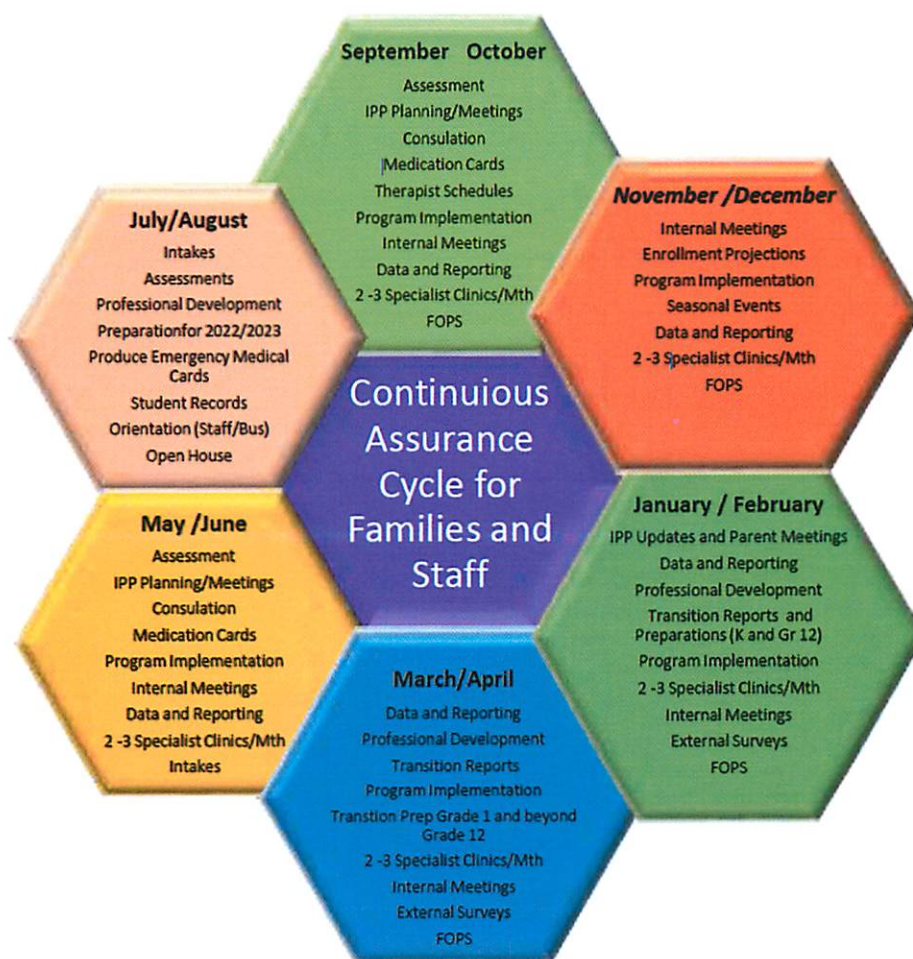 September October
Assessment
IPP Planning/Meetings
Consulation
Medication Cards
Therapist Schedules
Program Implementation
Internal Meetings
Data and Reporting
2 -3 Specialist Clinics/Mth
FOPS
November /December
Internal Meetings
Enrollment Projections
Program Implementation
Seasonal Events
Data and Reporting
2 -3 Specialist Clinics/Mth
FOPS
January / February
IPP Updates and Parent Meetings
Data and Reporting
Professional Development
Transition Reports and
Preparations (K and Gr 12)
Program Implementation
2 -3 Specialist Clinics/Mth
Internal Meetings
External Surveys
FOPS
March/April
Data and Reporting
Professional Development
Transition Reports
Program Implementation
Transtion Prep Grade 1 and beyond
Grade 12
2 -3 Specialist Clinics/Mth
Internal Meetings
External Surveys
FOPS
May /June
Assessment
IPP Planning/Meetings
Consulation
Medication Cards
Program Implementation
Internal Meetings
Data and Reporting
2 -3 Specialist Clinics/Mth
Intakes
July/August
Intakes
Assessments
Professional Development
Preparationfor 2022/2023
Produce Emergency Medical
Cards
Student Records
Orientation (Staff/Bus)
Open House
Continuious
Assurance
Cycle for
Families and
Staff